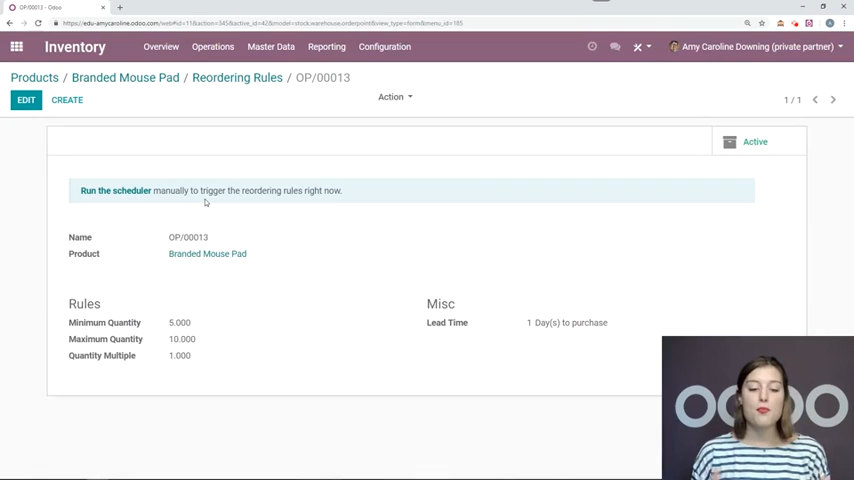 OP/00013 - Odoo
https://edu-amycaroline.odoo.com/web#id=11&action=345&active_id=42&model=stock.warehouse.orderpoint&view_type=form&menu_id=185
Inventory Overview Operations Master Data Reporting Configuration Amy Caroline Downing (private partner)
Products / Branded Mouse Pad / Reordering Rules / OP/00013
EDIT CREATE Action 1 / 1
Active
Run the scheduler manually to trigger the reordering rules right now.
Name OP/00013
Product Branded Mouse Pad
Rules Misc
Minimum Quantity 5.000 Lead Time 1 Day(s) to purchase
Maximum Quantity 10.000
Quantity Multiple 1.000
odoo